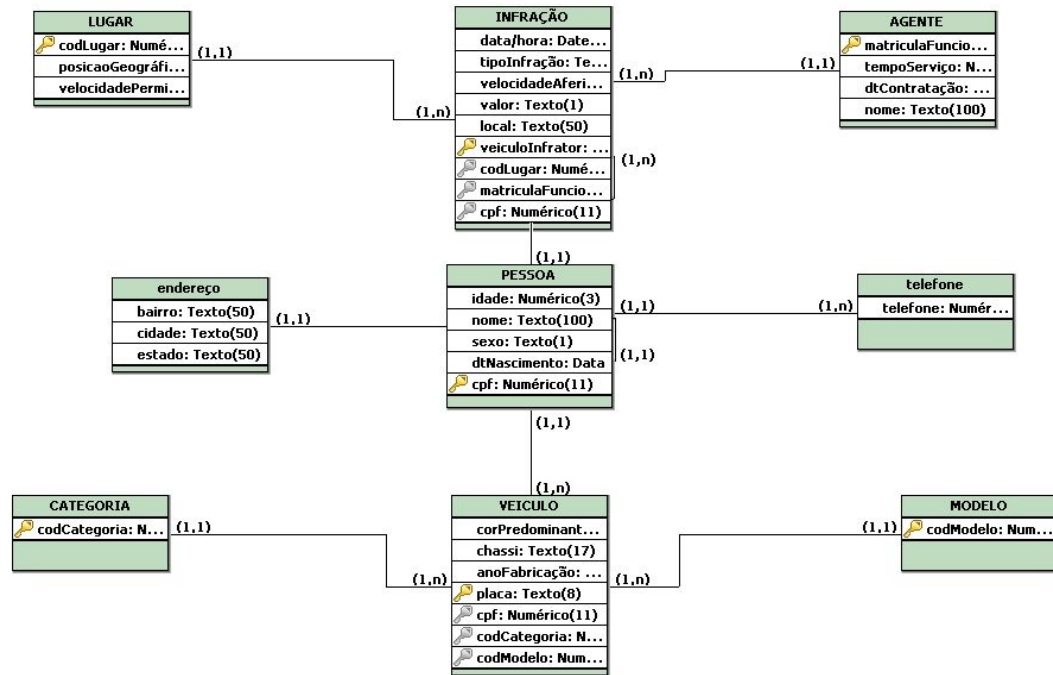 LUGAR
codLugar: Numé...
posicaoGeográfi...
velocidadePermi...
(1,1)
(1,n)
INFRAÇÃO
data/hora: Date...
tipoInfração: Te...
velocidadeAferi...
valor: Texto(1)
local: Texto(50)
veiculoInfrator: ...
codLugar: Numé...
matriculaFuncio...
cpf: Numérico(11)
(1,n)
(1,1)
(1,n)
AGENTE
matriculaFuncio...
tempoServiço: N...
dtContratação: ...
nome: Texto(100)
(1,1)
endereço
bairro: Texto(50)
cidade: Texto(50)
estado: Texto(50)
(1,1)
PESSOA
idade: Numérico(3)
nome: Texto(100)
sexo: Texto(1)
dtNascimento: Data
cpf: Numérico(11)
(1,1)
(1,n)
(1,1)
telefone
telefone: Numér...
(1,1)
(1,n)
CATEGORIA
codCategoria: N...
(1,1)
(1,n)
VEICULO
corPredominant...
chassi: Texto(17)
anoFabricação: ...
placa: Texto(8)
cpf: Numérico(11)
codCategoria: N...
codModelo: Num...
(1,n)
(1,1)
MODELO
codModelo: Num...